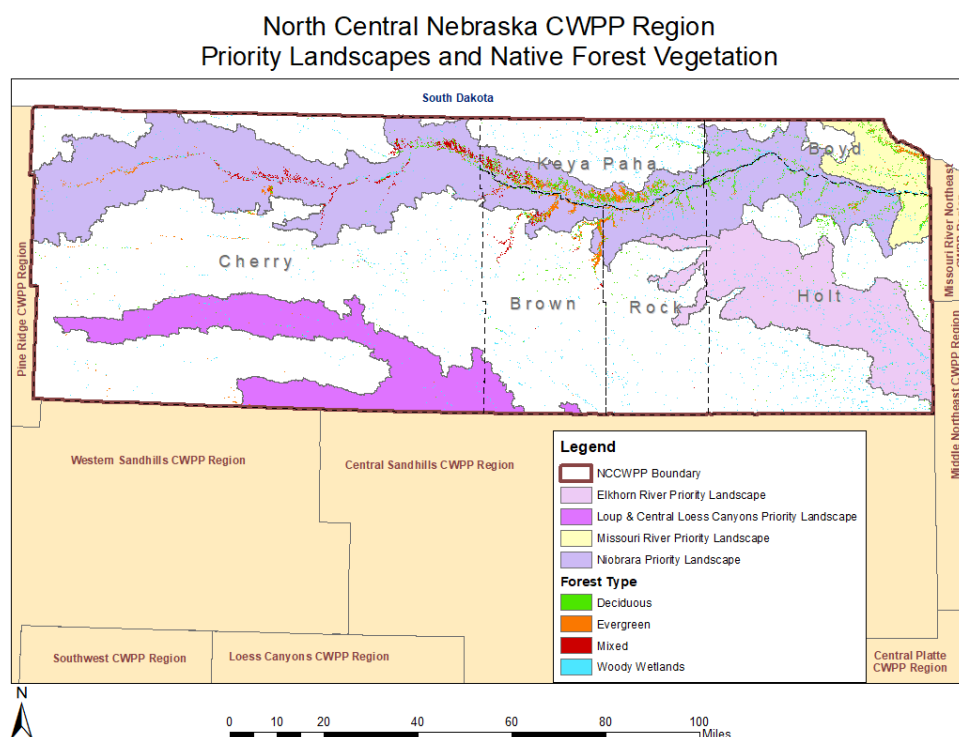 North Central Nebraska CWPP Region
Priority Landscapes and Native Forest Vegetation
South Dakota
Keya Paha
Boyd
Cherry
Brown
Rock
Holt
Pine Ridge CWPP Region
Missouri River Northeast
CWPP
Middle Northeast CWPP Region
Western Sandhills CWPP Region
Central Sandhills CWPP Region
Southwest CWPP Region
Loess Canyons CWPP Region
Central Platte
CWPP Region
Legend
NCCWPP Boundary
Elkhorn River Priority Landscape
Loup & Central Loess Canyons Priority Landscape
Missouri River Priority Landscape
Niobrara Priority Landscape
Forest Type
Deciduous
Evergreen
Mixed
Woody Wetlands
N
0 10 20 40 60 80 100
Miles